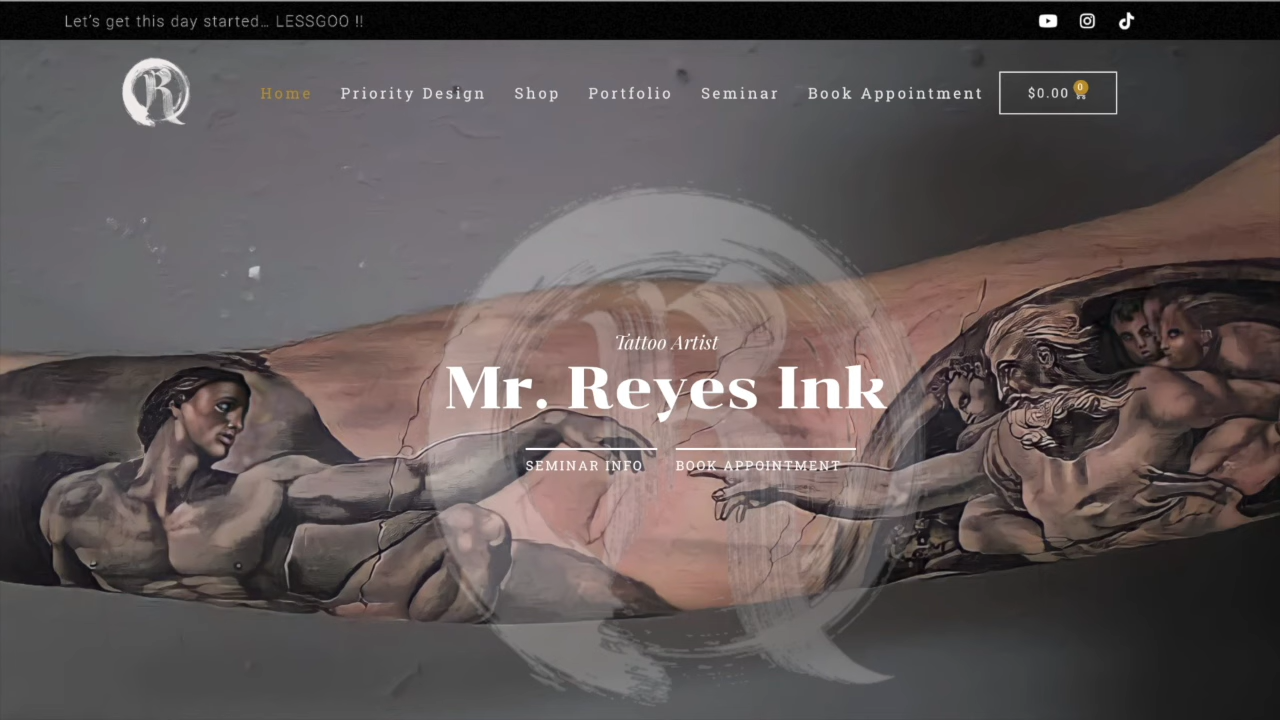 Let's get this day started... LESSGOO !!
R
Home Priority Design Shop Portfolio Seminar Book Appointment $0.00 0
Tattoo Artist
Mr. Reyes Ink
SEMINAR INFO BOOK APPOINTMENT